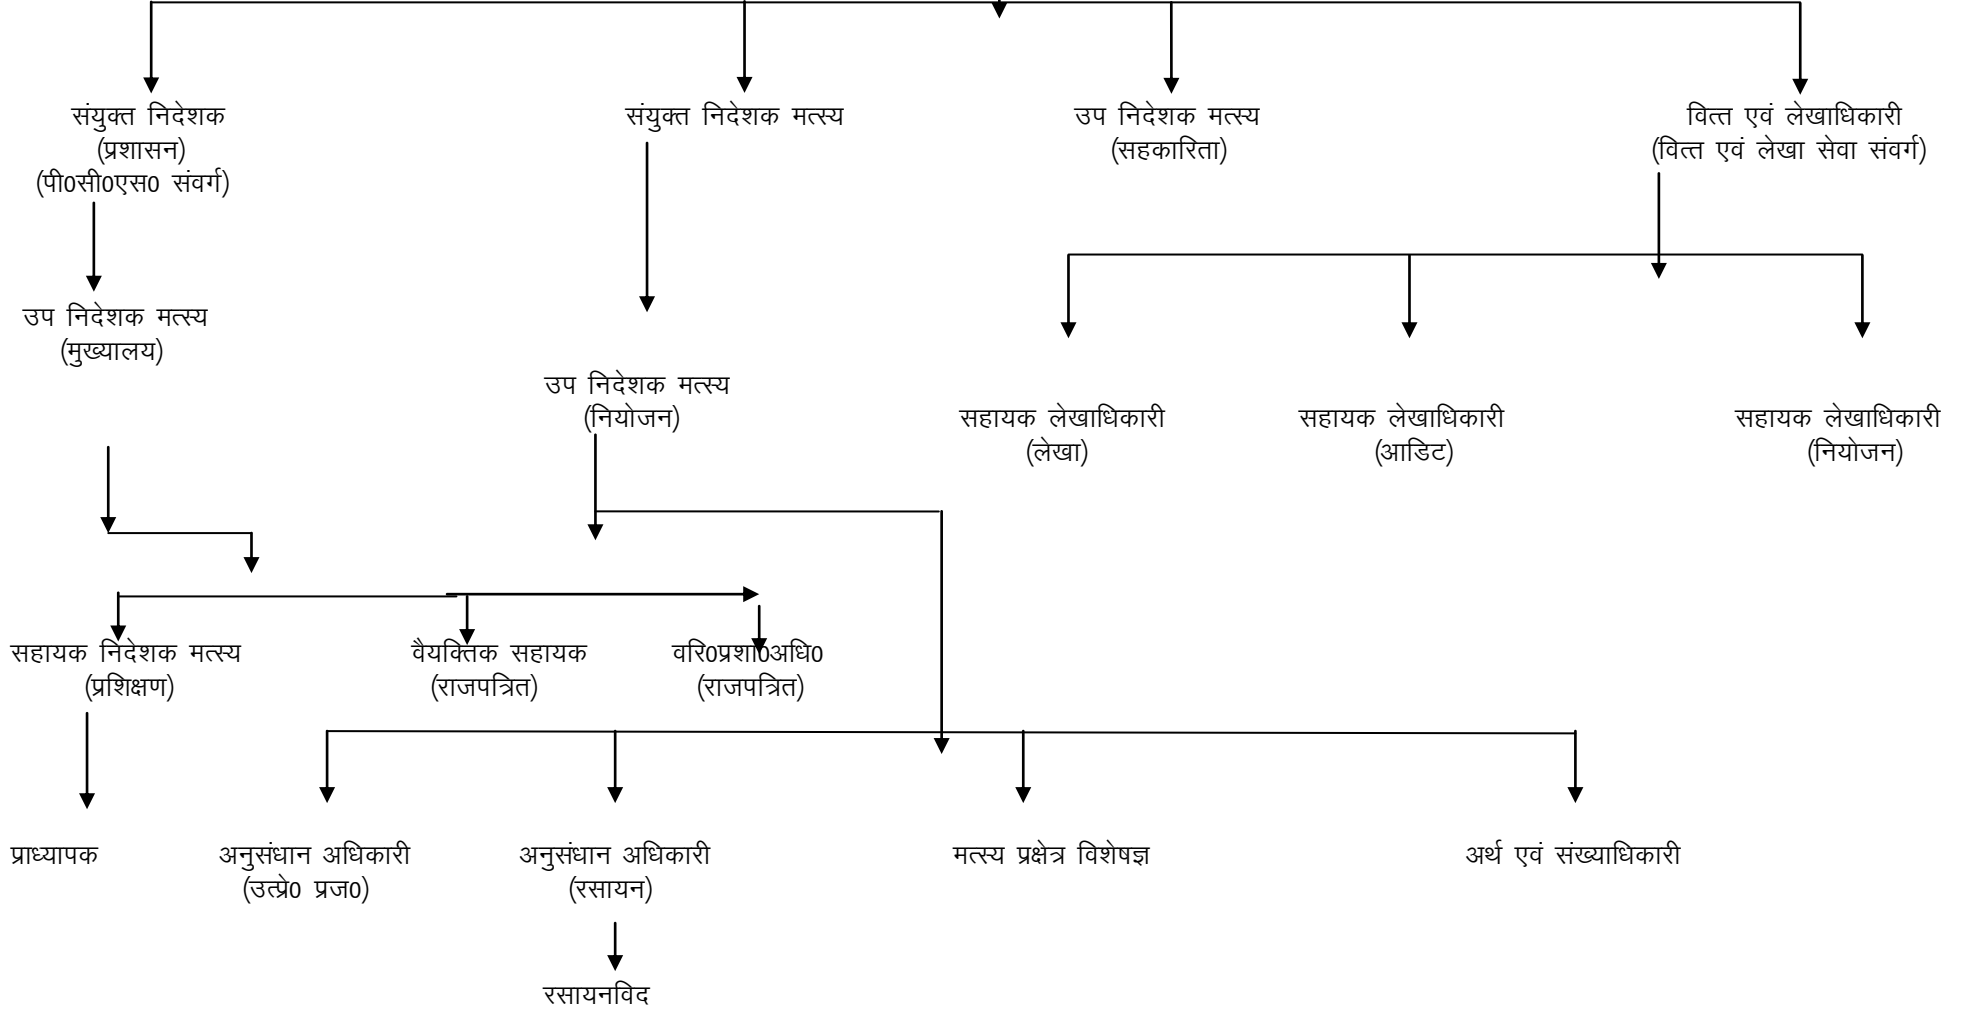 संयुक्त निदेशक
(प्रशासन)
(पी0सी0एस0 संवर्ग)
संयुक्त निदेशक मत्स्य
उप निदेशक मत्स्य
(सहकारिता)
वित्त एवं लेखाधिकारी
(वित्त एवं लेखा सेवा संवर्ग)
उप निदेशक मत्स्य
(मुख्यालय)
उप निदेशक मत्स्य
(नियोजन)
सहायक लेखाधिकारी
(लेखा)
सहायक लेखाधिकारी
(आडिट)
सहायक लेखाधिकारी
(नियोजन)
सहायक निदेशक मत्स्य
(प्रशिक्षण)
वैयक्तिक सहायक
(राजपत्रित)
वरि0प्रशा0अधि0
(राजपत्रित)
प्राध्यापक
अनुसंधान अधिकारी
(उत्प्रे0 प्रज0)
अनुसंधान अधिकारी
(रसायन)
मत्स्य प्रक्षेत्र विशेषज्ञ
अर्थ एवं संख्याधिकारी
रसायनविद